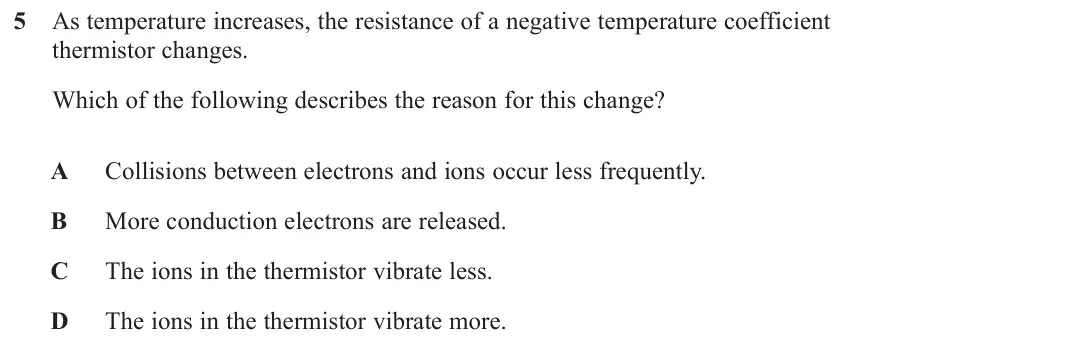 5 As temperature increases, the resistance of a negative temperature coefficient
thermistor changes.
Which of the following describes the reason for this change?
A Collisions between electrons and ions occur less frequently.
B More conduction electrons are released.
C The ions in the thermistor vibrate less.
D The ions in the thermistor vibrate more.